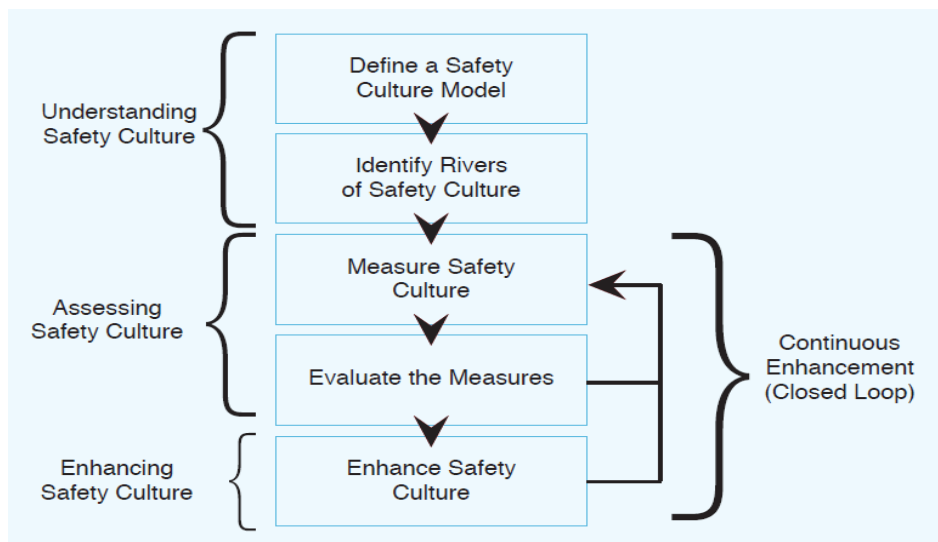 Define a Safety
Culture Model
Understanding
Safety Culture
Identify Rivers
of Safety Culture
Measure Safety
Culture
Assessing
Safety Culture
Evaluate the Measures
Continuous
Enhancement
(Closed Loop)
Enhancing
Safety Culture
Enhance Safety
Culture